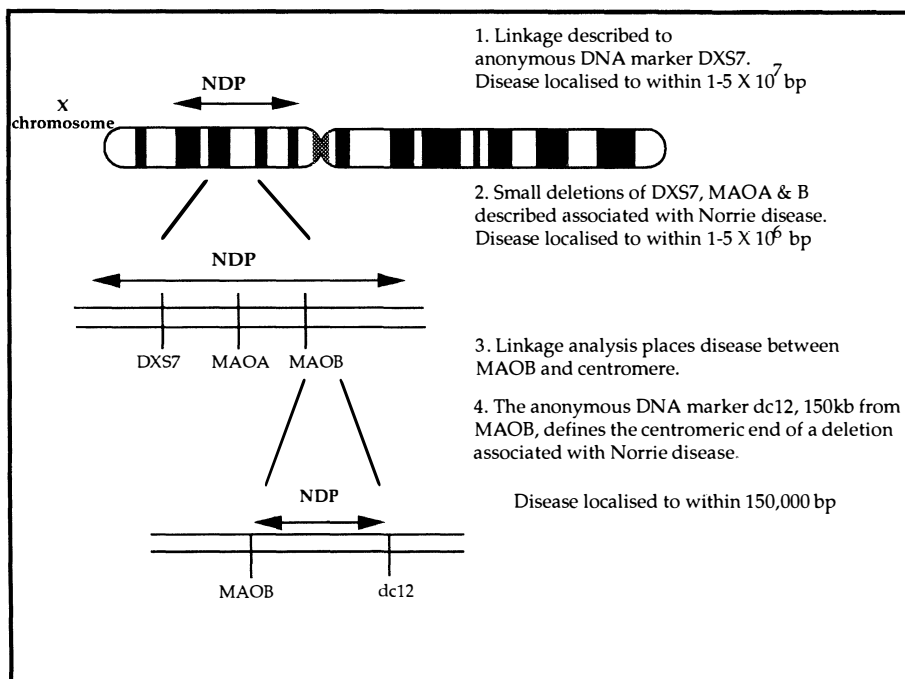 1. Linkage described to
anonymous DNA marker DXS7.
Disease localised to within 1-5 X 10^7 bp
NDP
X
chromosome
2. Small deletions of DXS7, MAOA & B
described associated with Norrie disease.
Disease localised to within 1-5 X 10^6 bp
NDP
DXS7 MAOA MAOB
3. Linkage analysis places disease between
MAOB and centromere.
4. The anonymous DNA marker dc12, 150kb from
MAOB, defines the centromeric end of a deletion
associated with Norrie disease.
Disease localised to within 150,000 bp
NDP
MAOB dc12